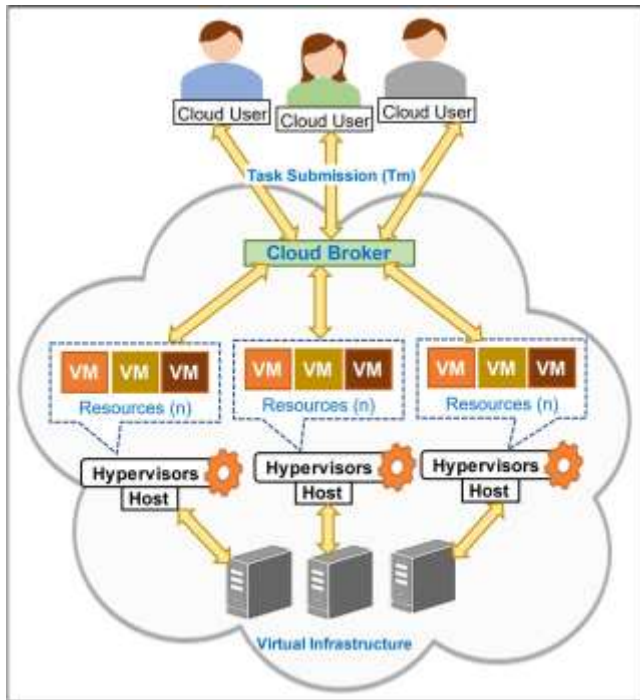 Cloud User
Cloud User
Cloud User
Task Submission (Tm)
Cloud Broker
VM VM VM
Resources (n)
VM VM VM
Resources (n)
VM VM VM
Resources (n)
Hypervisors
Host
Hypervisors
Host
Hypervisors
Host
Virtual Infrastructure